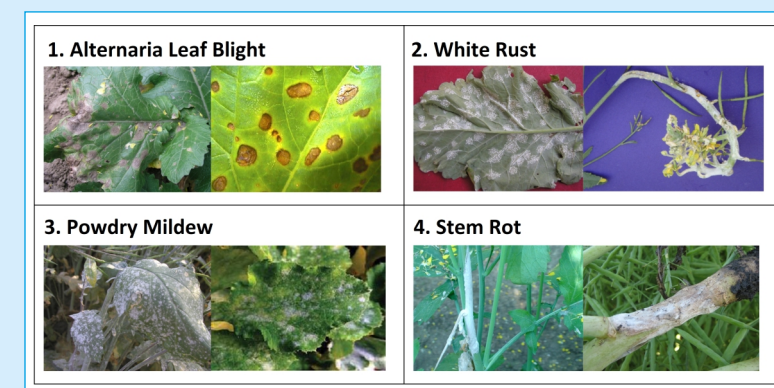 1. Alternaria Leaf Blight
2. White Rust
3. Powdry Mildew
4. Stem Rot